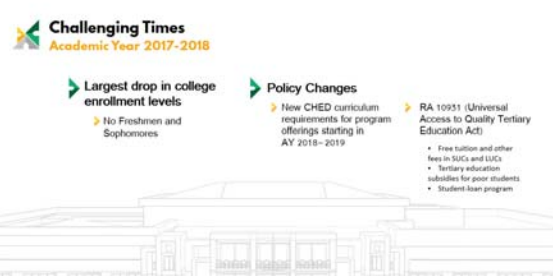 Challenging Times
Academic Year 2017-2018
Largest drop in college
enrollment levels
No Freshmen and
Sophomores
Policy Changes
New CHED curriculum
requirements for program
offerings starting in
AY 2018–2019
RA 10931 (Universal
Access to Quality Tertiary
Education Act)
• Free tuition and other
fees in SUCs and LUCs
• Tertiary education
subsidies for poor students
• Student-loan program